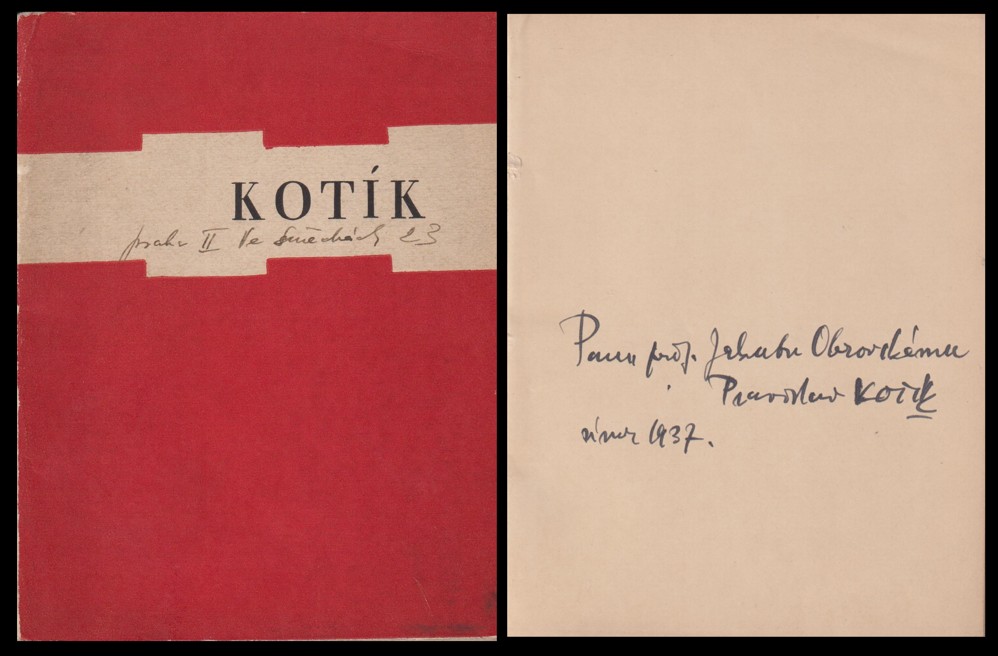 KOTÍK
praha II Ve Smečkách 23
Panu prof. Jakubu Obrovskému
Pravoslav KOTÍK
únor 1937.